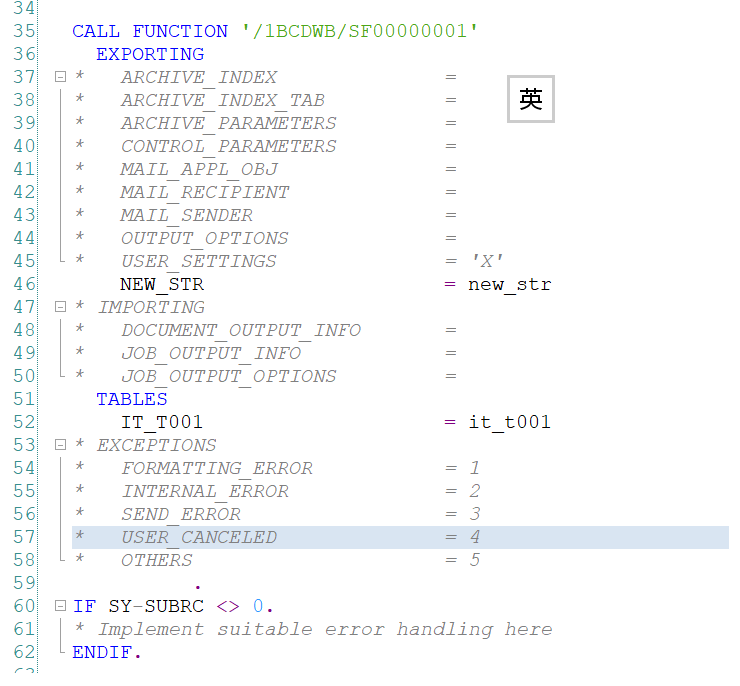 34
35 CALL FUNCTION '/1BCDWB/SF00000001'
36 EXPORTING
37 * ARCHIVE_INDEX =
38 * ARCHIVE_INDEX_TAB =
39 * ARCHIVE_PARAMETERS =
40 * CONTROL_PARAMETERS =
41 * MAIL_APPL_OBJ =
42 * MAIL_RECIPIENT =
43 * MAIL_SENDER =
44 * OUTPUT_OPTIONS =
45 * USER_SETTINGS = 'X'
46 NEW_STR = new_str
47 * IMPORTING
48 * DOCUMENT_OUTPUT_INFO =
49 * JOB_OUTPUT_INFO =
50 * JOB_OUTPUT_OPTIONS =
51 TABLES
52 IT_T001 = it_t001
53 * EXCEPTIONS
54 * FORMATTING_ERROR = 1
55 * INTERNAL_ERROR = 2
56 * SEND_ERROR = 3
57 * USER_CANCELED = 4
58 * OTHERS = 5
59 .
60 IF SY-SUBRC <> 0.
61 * Implement suitable error handling here
62 ENDIF.
英